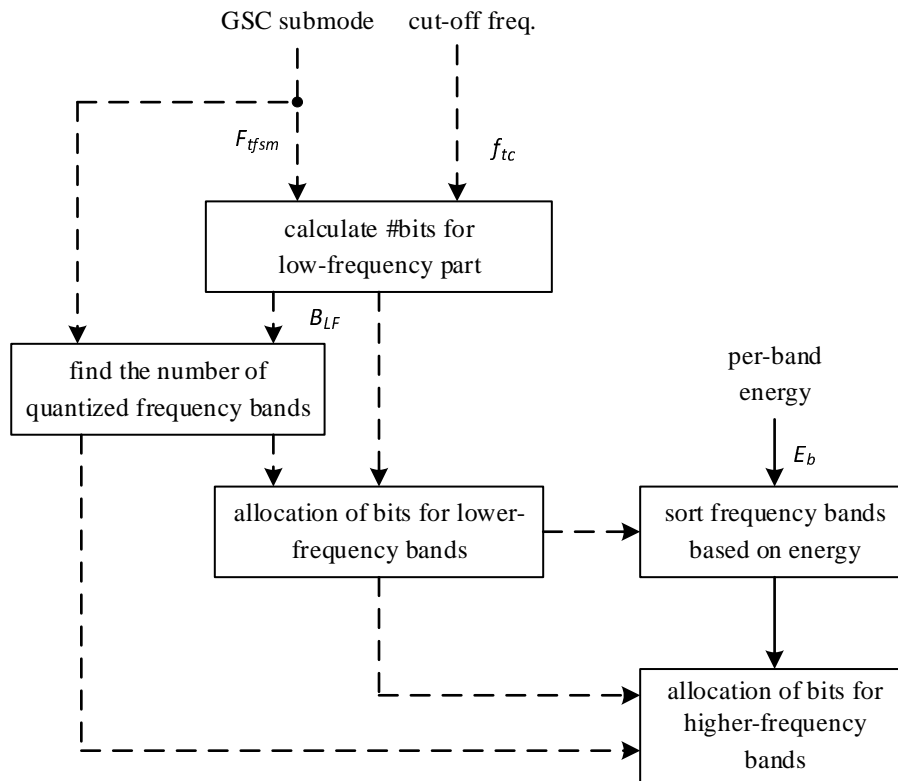 GSC submode
cut-off freq.
F_tfsm
f_tc
calculate #bits for
low-frequency part
B_LF
find the number of
quantized frequency bands
per-band
energy
E_b
allocation of bits for lower-
frequency bands
sort frequency bands
based on energy
allocation of bits for
higher-frequency
bands